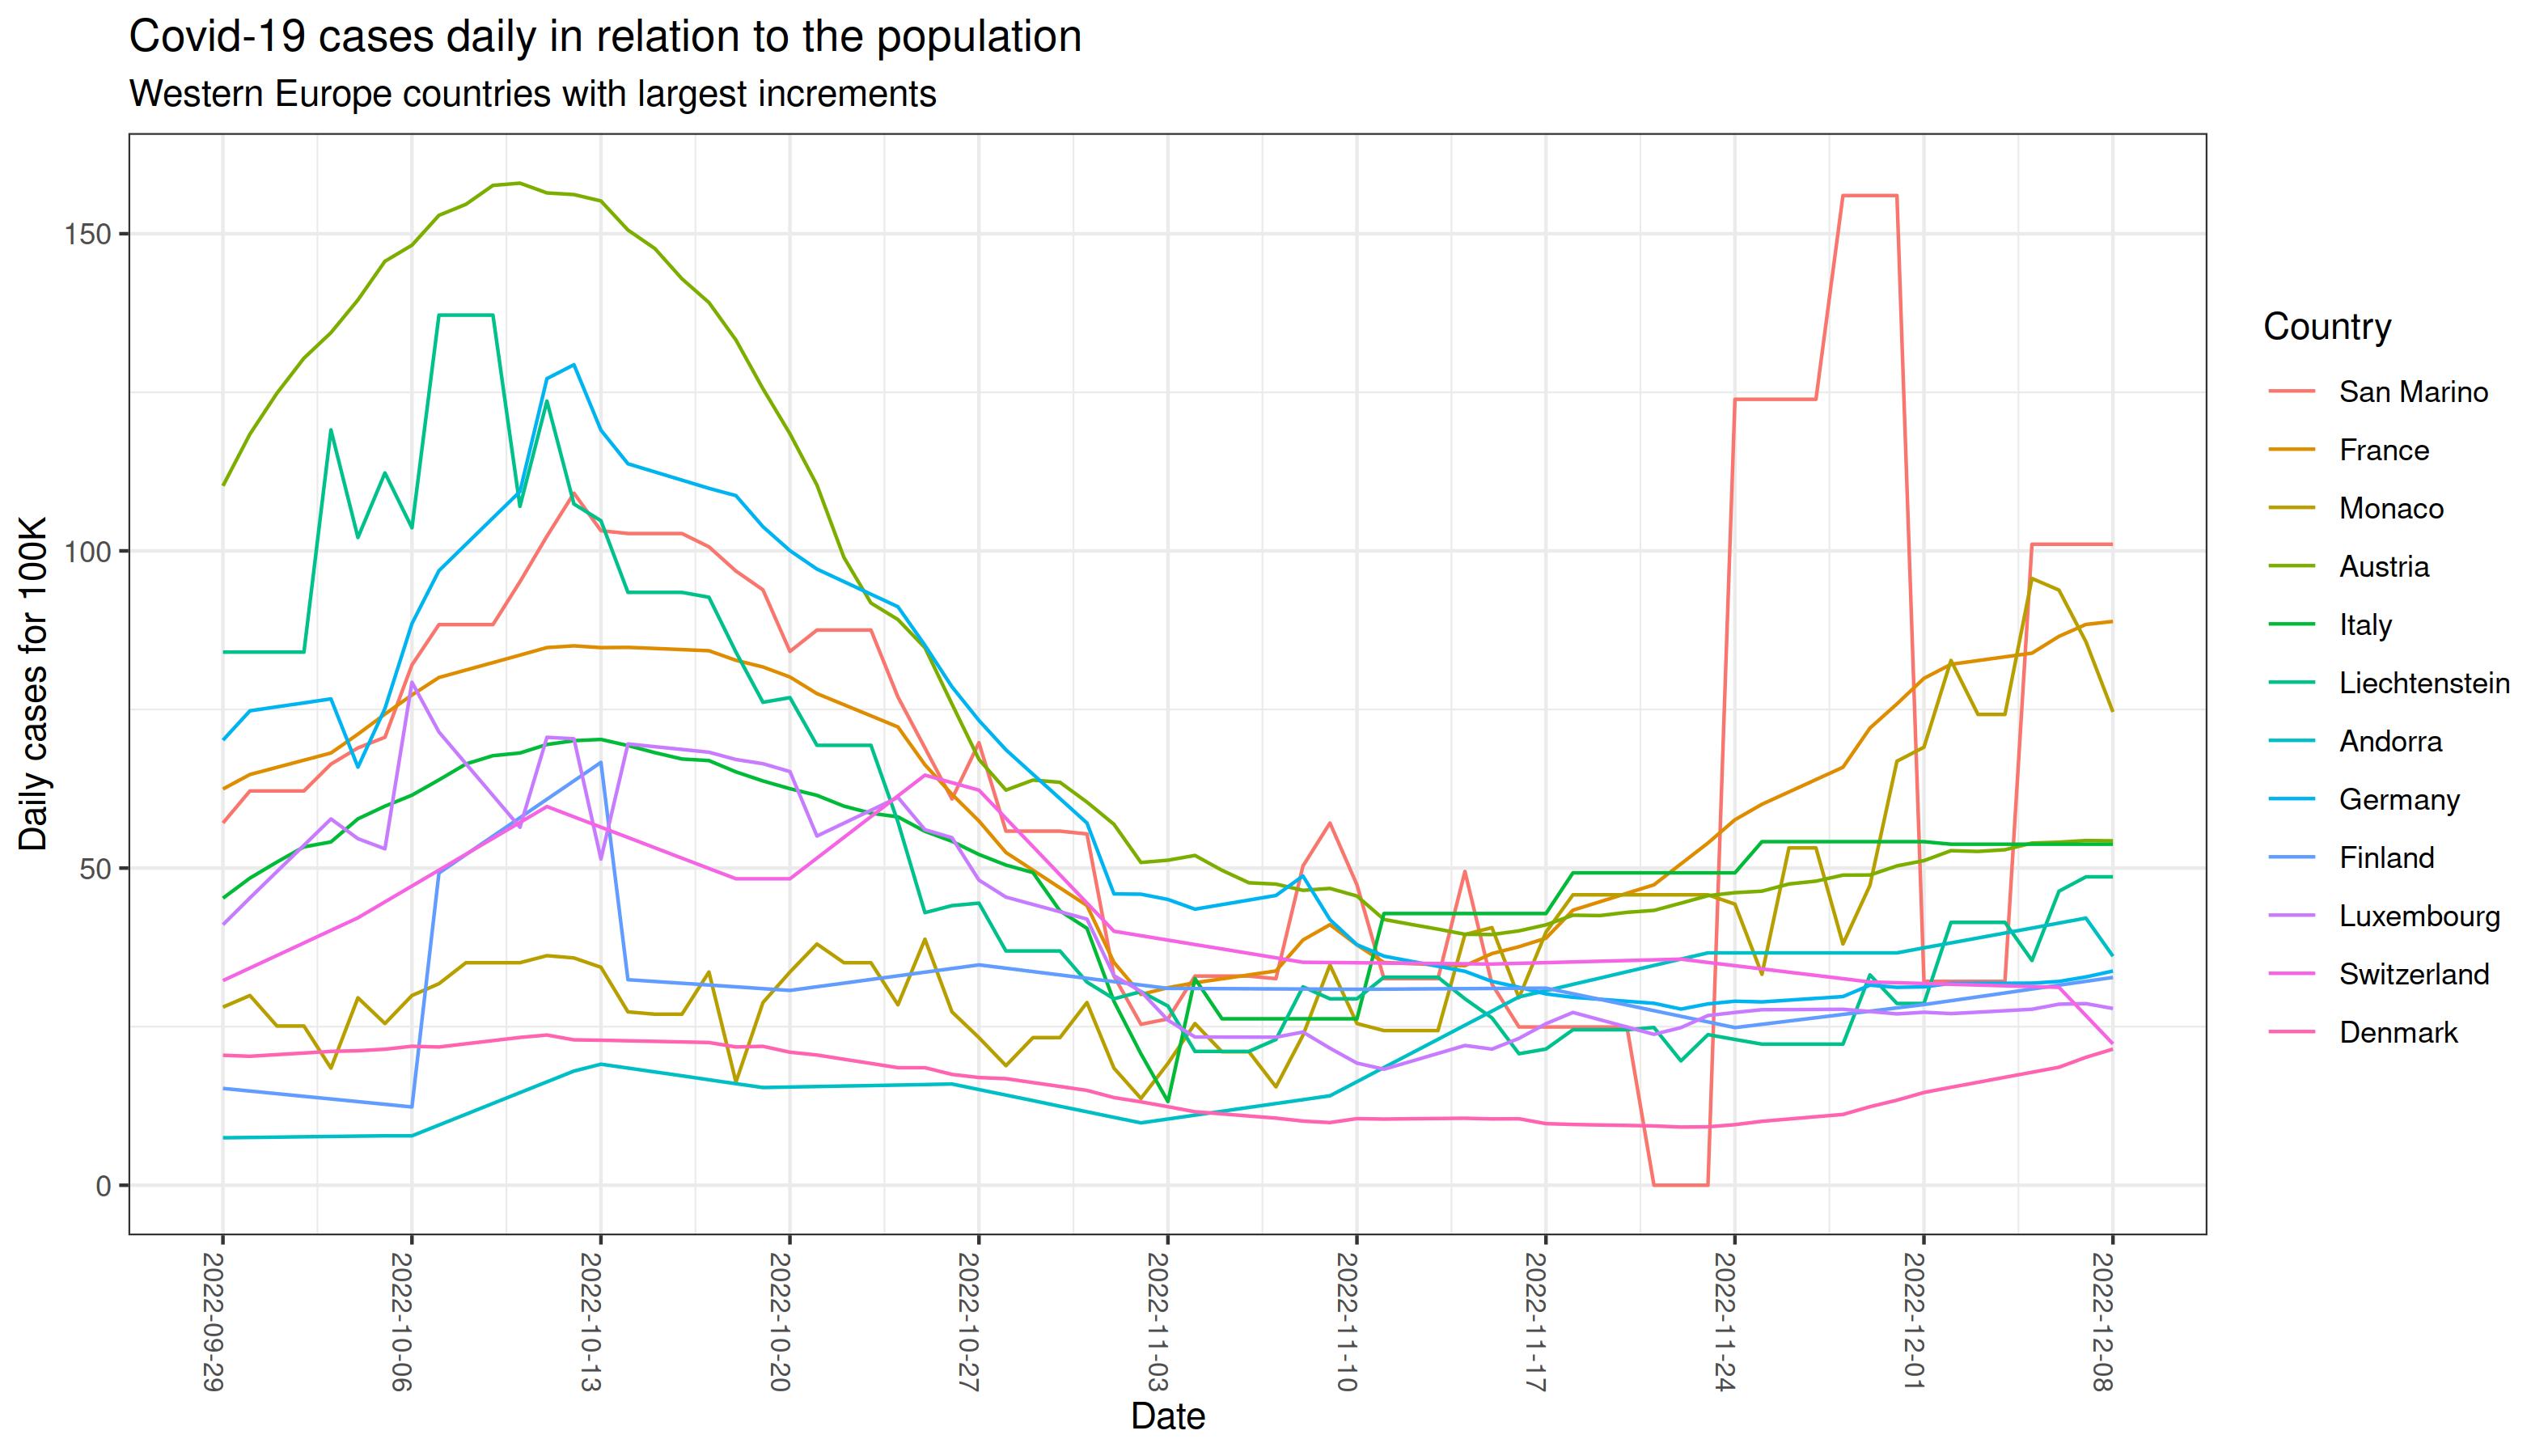 Covid-19 cases daily in relation to the population
Western Europe countries with largest increments
Daily cases for 100K
150
100
50
0
2022-09-29
2022-10-06
2022-10-13
2022-10-20
2022-10-27
2022-11-03
2022-11-10
2022-11-17
2022-11-24
2022-12-01
2022-12-08
Date
Country
San Marino
France
Monaco
Austria
Italy
Liechtenstein
Andorra
Germany
Finland
Luxembourg
Switzerland
Denmark